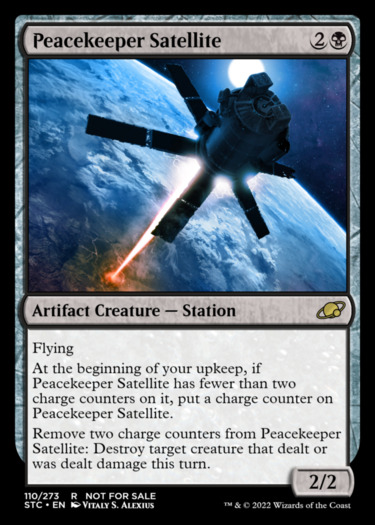 Peacekeeper Satellite 2
Artifact Creature — Station
Flying
At the beginning of your upkeep, if
Peacekeeper Satellite has fewer than two
charge counters on it, put a charge counter on
Peacekeeper Satellite.
Remove two charge counters from Peacekeeper
Satellite: Destroy target creature that dealt or
was dealt damage this turn.
2/2
110/273 R NOT FOR SALE
STC • EN Vitaly S. Alexius
™ & © 2022 Wizards of the Coast